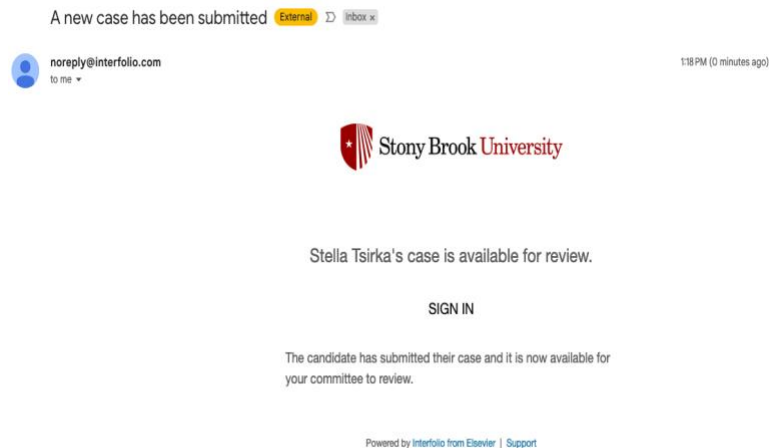 A new case has been submitted External Inbox x
noreply@interfolio.com
1:18 PM (0 minutes ago)
to me
Stony Brook University
Stella Tsirka's case is available for review.
SIGN IN
The candidate has submitted their case and it is now available for
your committee to review.
Powered by Interfolio from Elsevier | Support